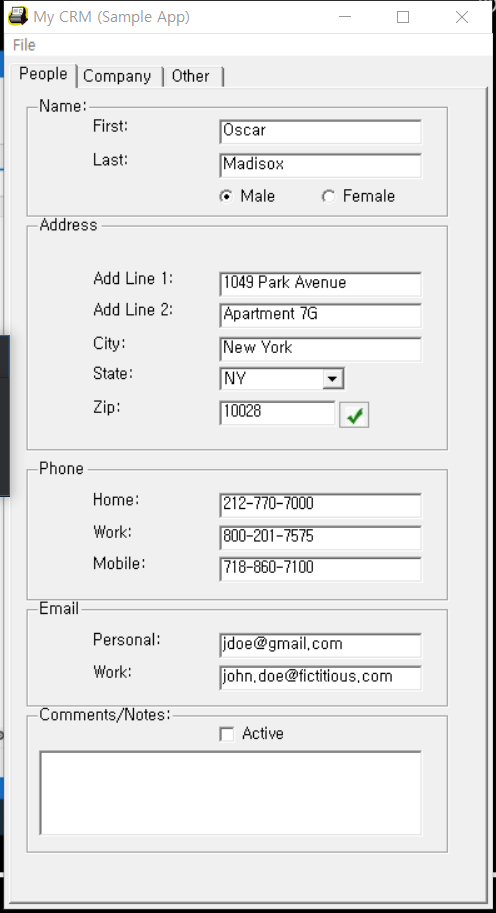 My CRM (Sample App)
File
People Company Other
Name:
First: Oscar
Last: Madisox
Male Female
Address
Add Line 1: 1049 Park Avenue
Add Line 2: Apartment 7G
City: New York
State: NY
Zip: 10028
Phone
Home: 212-770-7000
Work: 800-201-7575
Mobile: 718-860-7100
Email
Personal: jdoe@gmail.com
Work: john.doe@fictitious.com
Comments/Notes:
Active